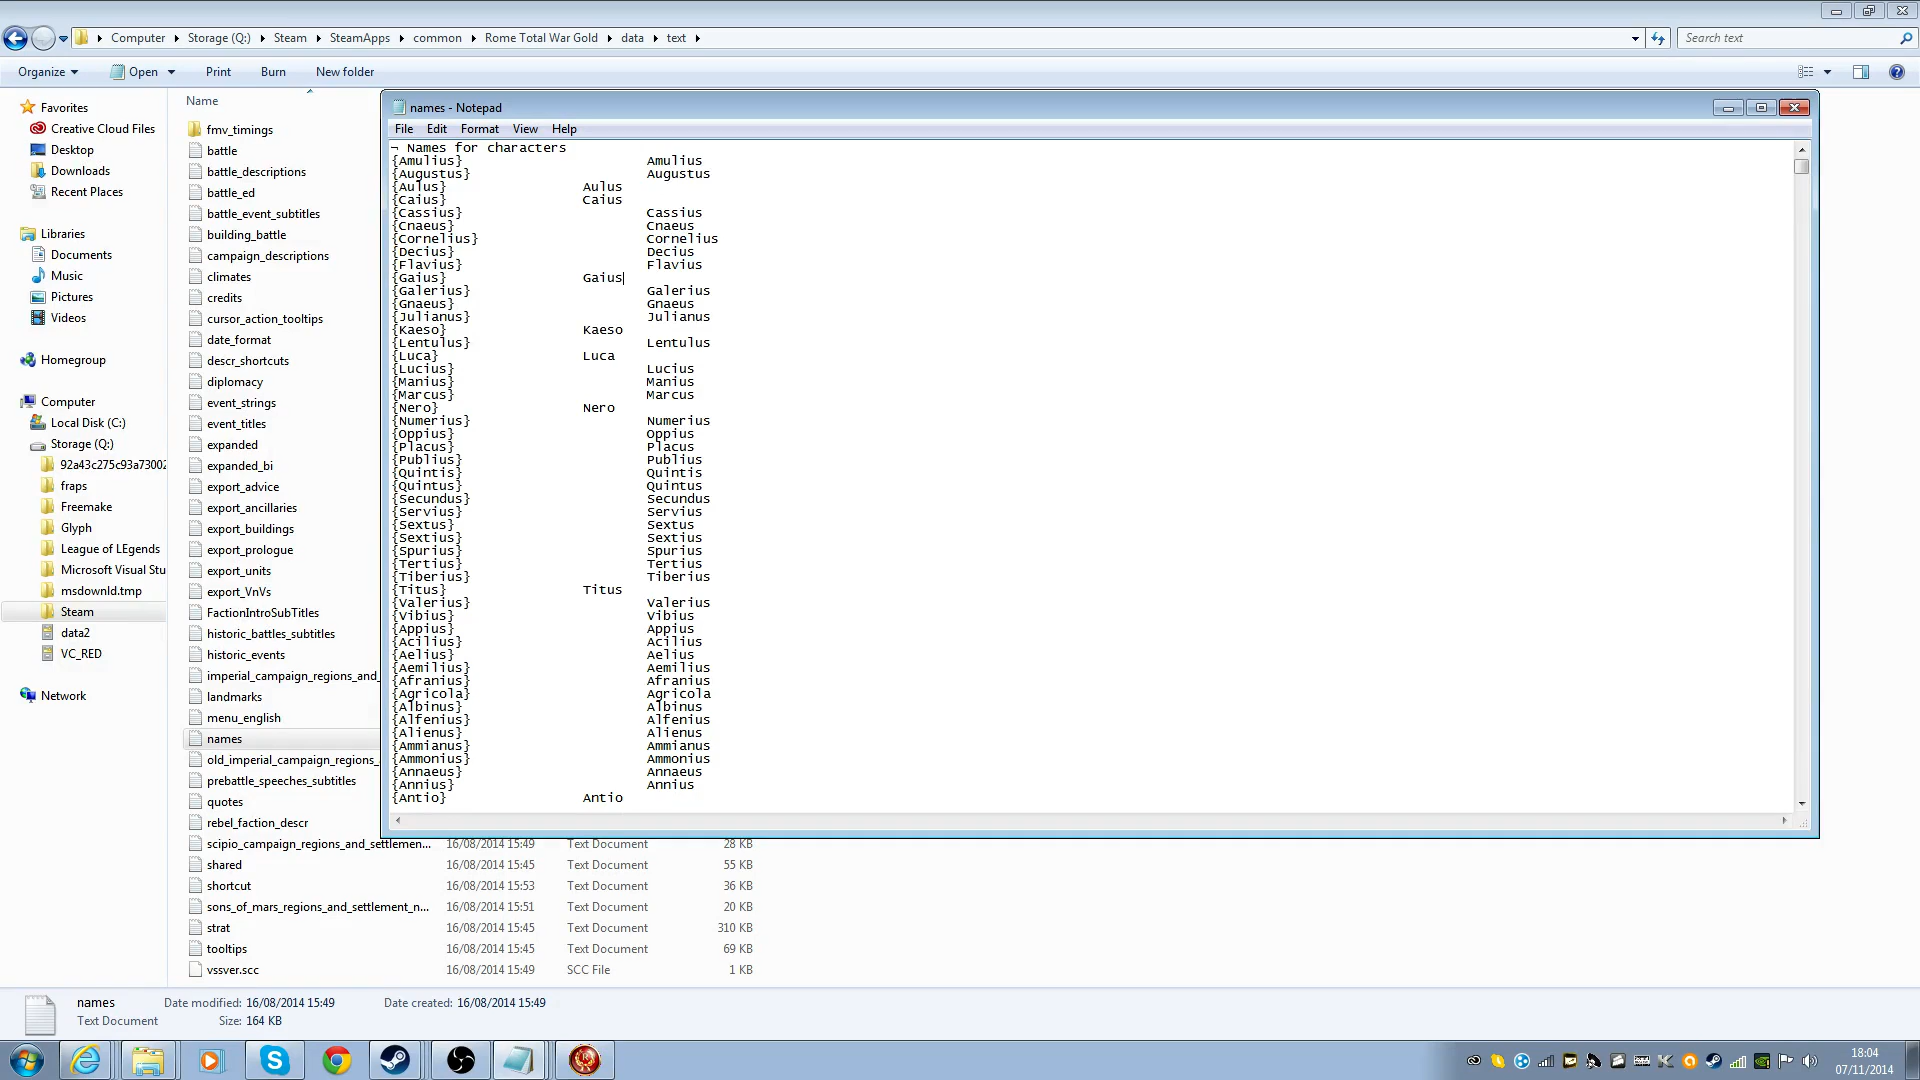 Computer Storage (Q:) Steam SteamApps common Rome Total War Gold data text
Search text
Organize Open Print Burn New folder
Favorites
Creative Cloud Files
Desktop
Downloads
Recent Places
Libraries
Documents
Music
Pictures
Videos
Homegroup
Computer
Local Disk (C:)
Storage (Q:)
92a43c275c93a73002
fraps
Freemake
Glyph
League of LEgends
Microsoft Visual Stu
msdownld.tmp
Steam
data2
VC_RED
Network
Name
fmv_timings
battle
battle_descriptions
battle_ed
battle_event_subtitles
building_battle
campaign_descriptions
climates
credits
cursor_action_tooltips
date_format
descr_shortcuts
diplomacy
event_strings
event_titles
expanded
expanded_bi
export_advice
export_ancillaries
export_buildings
export_prologue
export_units
export_VnVs
FactionIntroSubTitles
historic_battles_subtitles
historic_events
imperial_campaign_regions_and_
landmarks
menu_english
names
old_imperial_campaign_regions_
prebattle_speeches_subtitles
quotes
rebel_faction_descr
scipio_campaign_regions_and_settlemen... 16/08/2014 15:49 Text Document 28 KB
shared 16/08/2014 15:45 Text Document 55 KB
shortcut 16/08/2014 15:53 Text Document 36 KB
sons_of_mars_regions_and_settlement_n... 16/08/2014 15:51 Text Document 20 KB
strat 16/08/2014 15:45 Text Document 310 KB
tooltips 16/08/2014 15:45 Text Document 69 KB
vssver.scc 16/08/2014 15:49 SCC File 1 KB
names - Notepad
File Edit Format View Help
¬ Names for characters
{Amulius} Amulius
{Augustus} Augustus
{Aulus} Aulus
{Caius} Caius
{Cassius} Cassius
{Cnaeus} Cnaeus
{Cornelius} Cornelius
{Decius} Decius
{Flavius} Flavius
{Gaius} Gaius
{Galerius} Galerius
{Gnaeus} Gnaeus
{Julianus} Julianus
{Kaeso} Kaeso
{Lentulus} Lentulus
{Luca} Luca
{Lucius} Lucius
{Manius} Manius
{Marcus} Marcus
{Nero} Nero
{Numerius} Numerius
{Oppius} Oppius
{Placus} Placus
{Publius} Publius
{Quintis} Quintis
{Quintus} Quintus
{Secundus} Secundus
{Servius} Servius
{Sextus} Sextus
{Sextius} Sextius
{Spurius} Spurius
{Tertius} Tertius
{Tiberius} Tiberius
{Titus} Titus
{Valerius} Valerius
{Vibius} Vibius
{Appius} Appius
{Acilius} Acilius
{Aelius} Aelius
{Aemilius} Aemilius
{Afranius} Afranius
{Agricola} Agricola
{Albinus} Albinus
{Alfenius} Alfenius
{Alienus} Alienus
{Ammianus} Ammianus
{Ammonius} Ammonius
{Annaeus} Annaeus
{Annius} Annius
{Antio} Antio
names Date modified: 16/08/2014 15:49 Date created: 16/08/2014 15:49
Text Document Size: 164 KB
18:04
07/11/2014